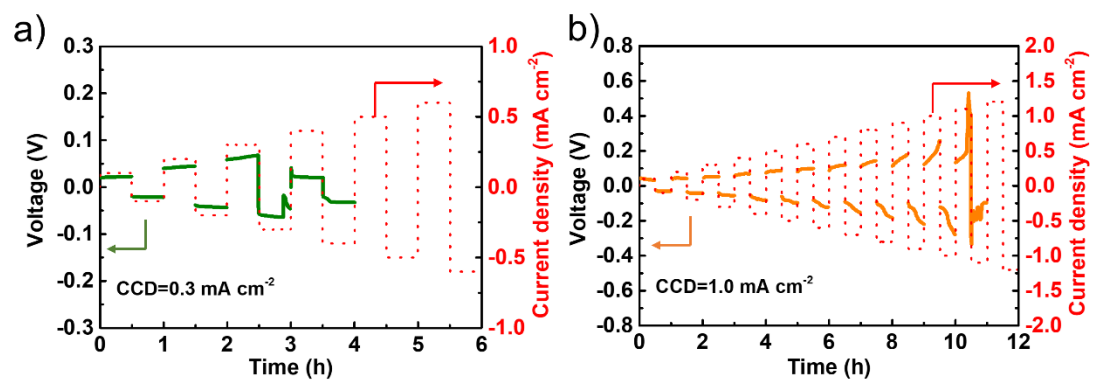 a)
0.3
0.2
0.1
0.0
-0.1
-0.2
-0.3
Voltage (V)
0 1 2 3 4 5 6
Time (h)
1.0
0.5
0.0
-0.5
-1.0
Current density (mA cm-2)
CCD=0.3 mA cm-2
b)
0.8
0.6
0.4
0.2
0.0
-0.2
-0.4
-0.6
-0.8
Voltage (V)
0 2 4 6 8 10 12
Time (h)
2.0
1.5
1.0
0.5
0.0
-0.5
-1.0
-1.5
-2.0
Current density (mA cm-2)
CCD=1.0 mA cm-2